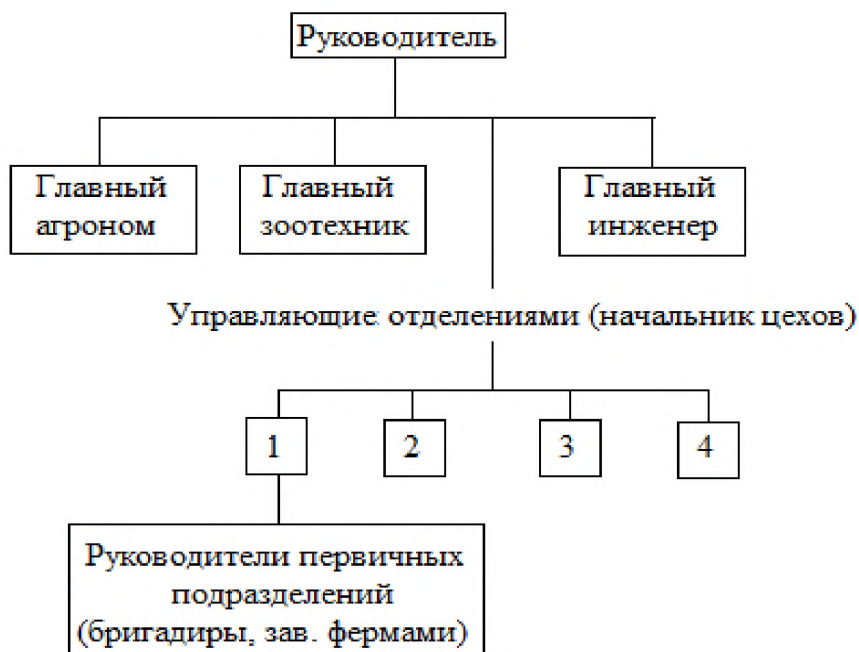 Руководитель
Главный
агроном
Главный
зоотехник
Главный
инженер
Управляющие отделениями (начальник цехов)
1
2
3
4
Руководители первичных
подразделений
(бригадиры, зав. фермами)